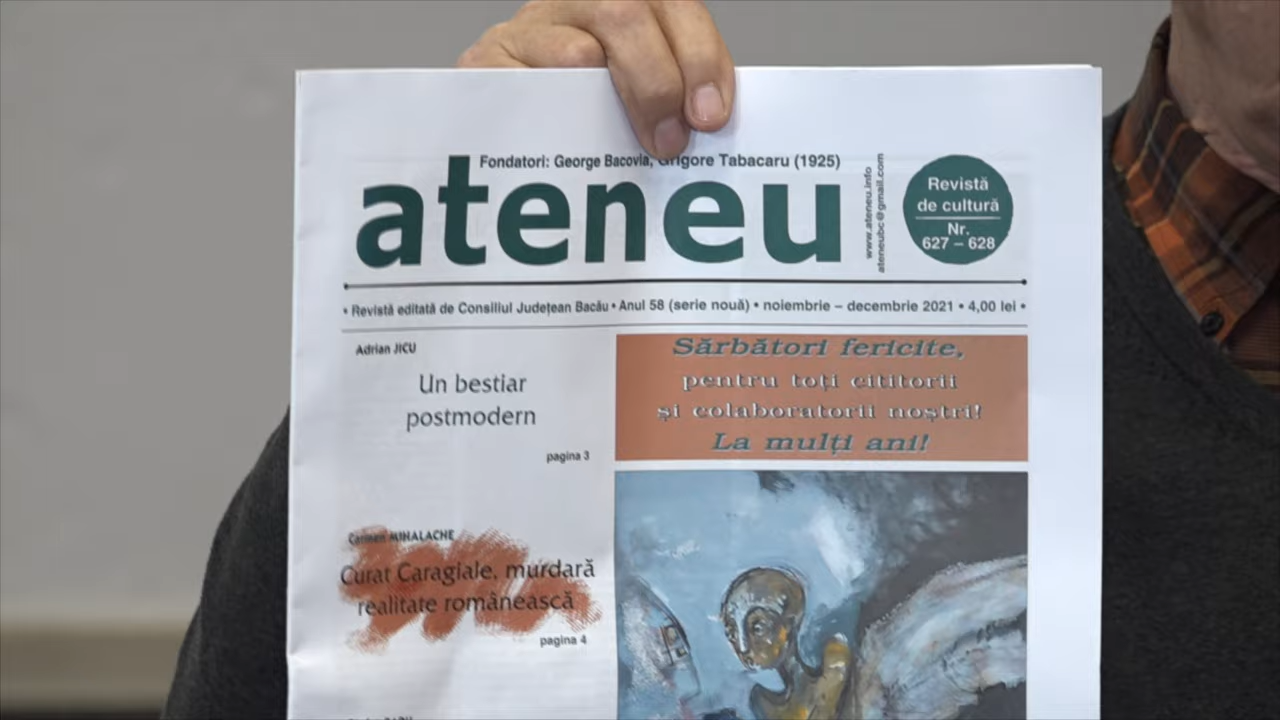 Fondatori: George Bacovia, Grigore Tabacaru (1925)
ateneu
www.ateneu.info
ateneubc@gmail.com
Revistă
de cultură
Nr.
627 – 628
• Revistă editată de Consiliul Județean Bacău • Anul 58 (serie nouă) • noiembrie – decembrie 2021 • 4,00 lei •
Adrian JICU
Un bestiar
postmodern
pagina 3
Carmen MIHALACHE
Curat Caragiale, murdară
realitate românească
pagina 4
Sărbători fericite,
pentru toți cititorii
și colaboratorii noștri!
La mulți ani!